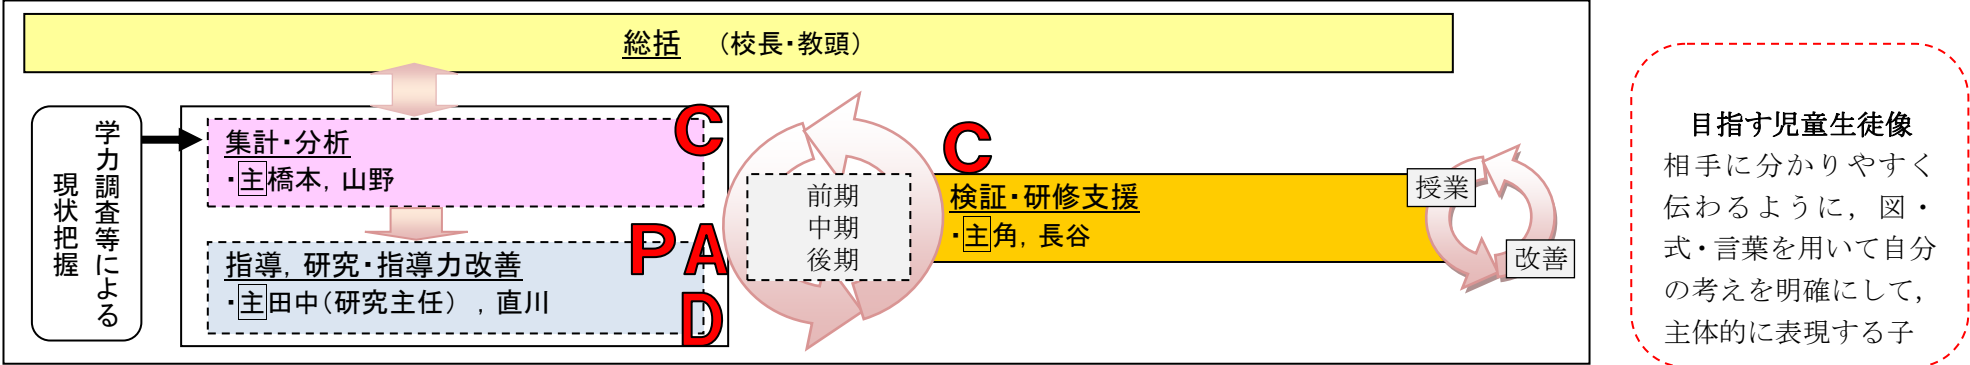 総括　（校長・教頭）
学力調査等による
現状把握
集計・分析
・主橋本，山野
C
指導，研究・指導力改善
・主田中（研究主任），直川
P A
D
前期
中期
後期
C
検証・研修支援
・主角，長谷
授業
改善
目指す児童生徒像
相手に分かりやすく
伝わるように，図・
式・言葉を用いて自分
の考えを明確にして，
主体的に表現する子